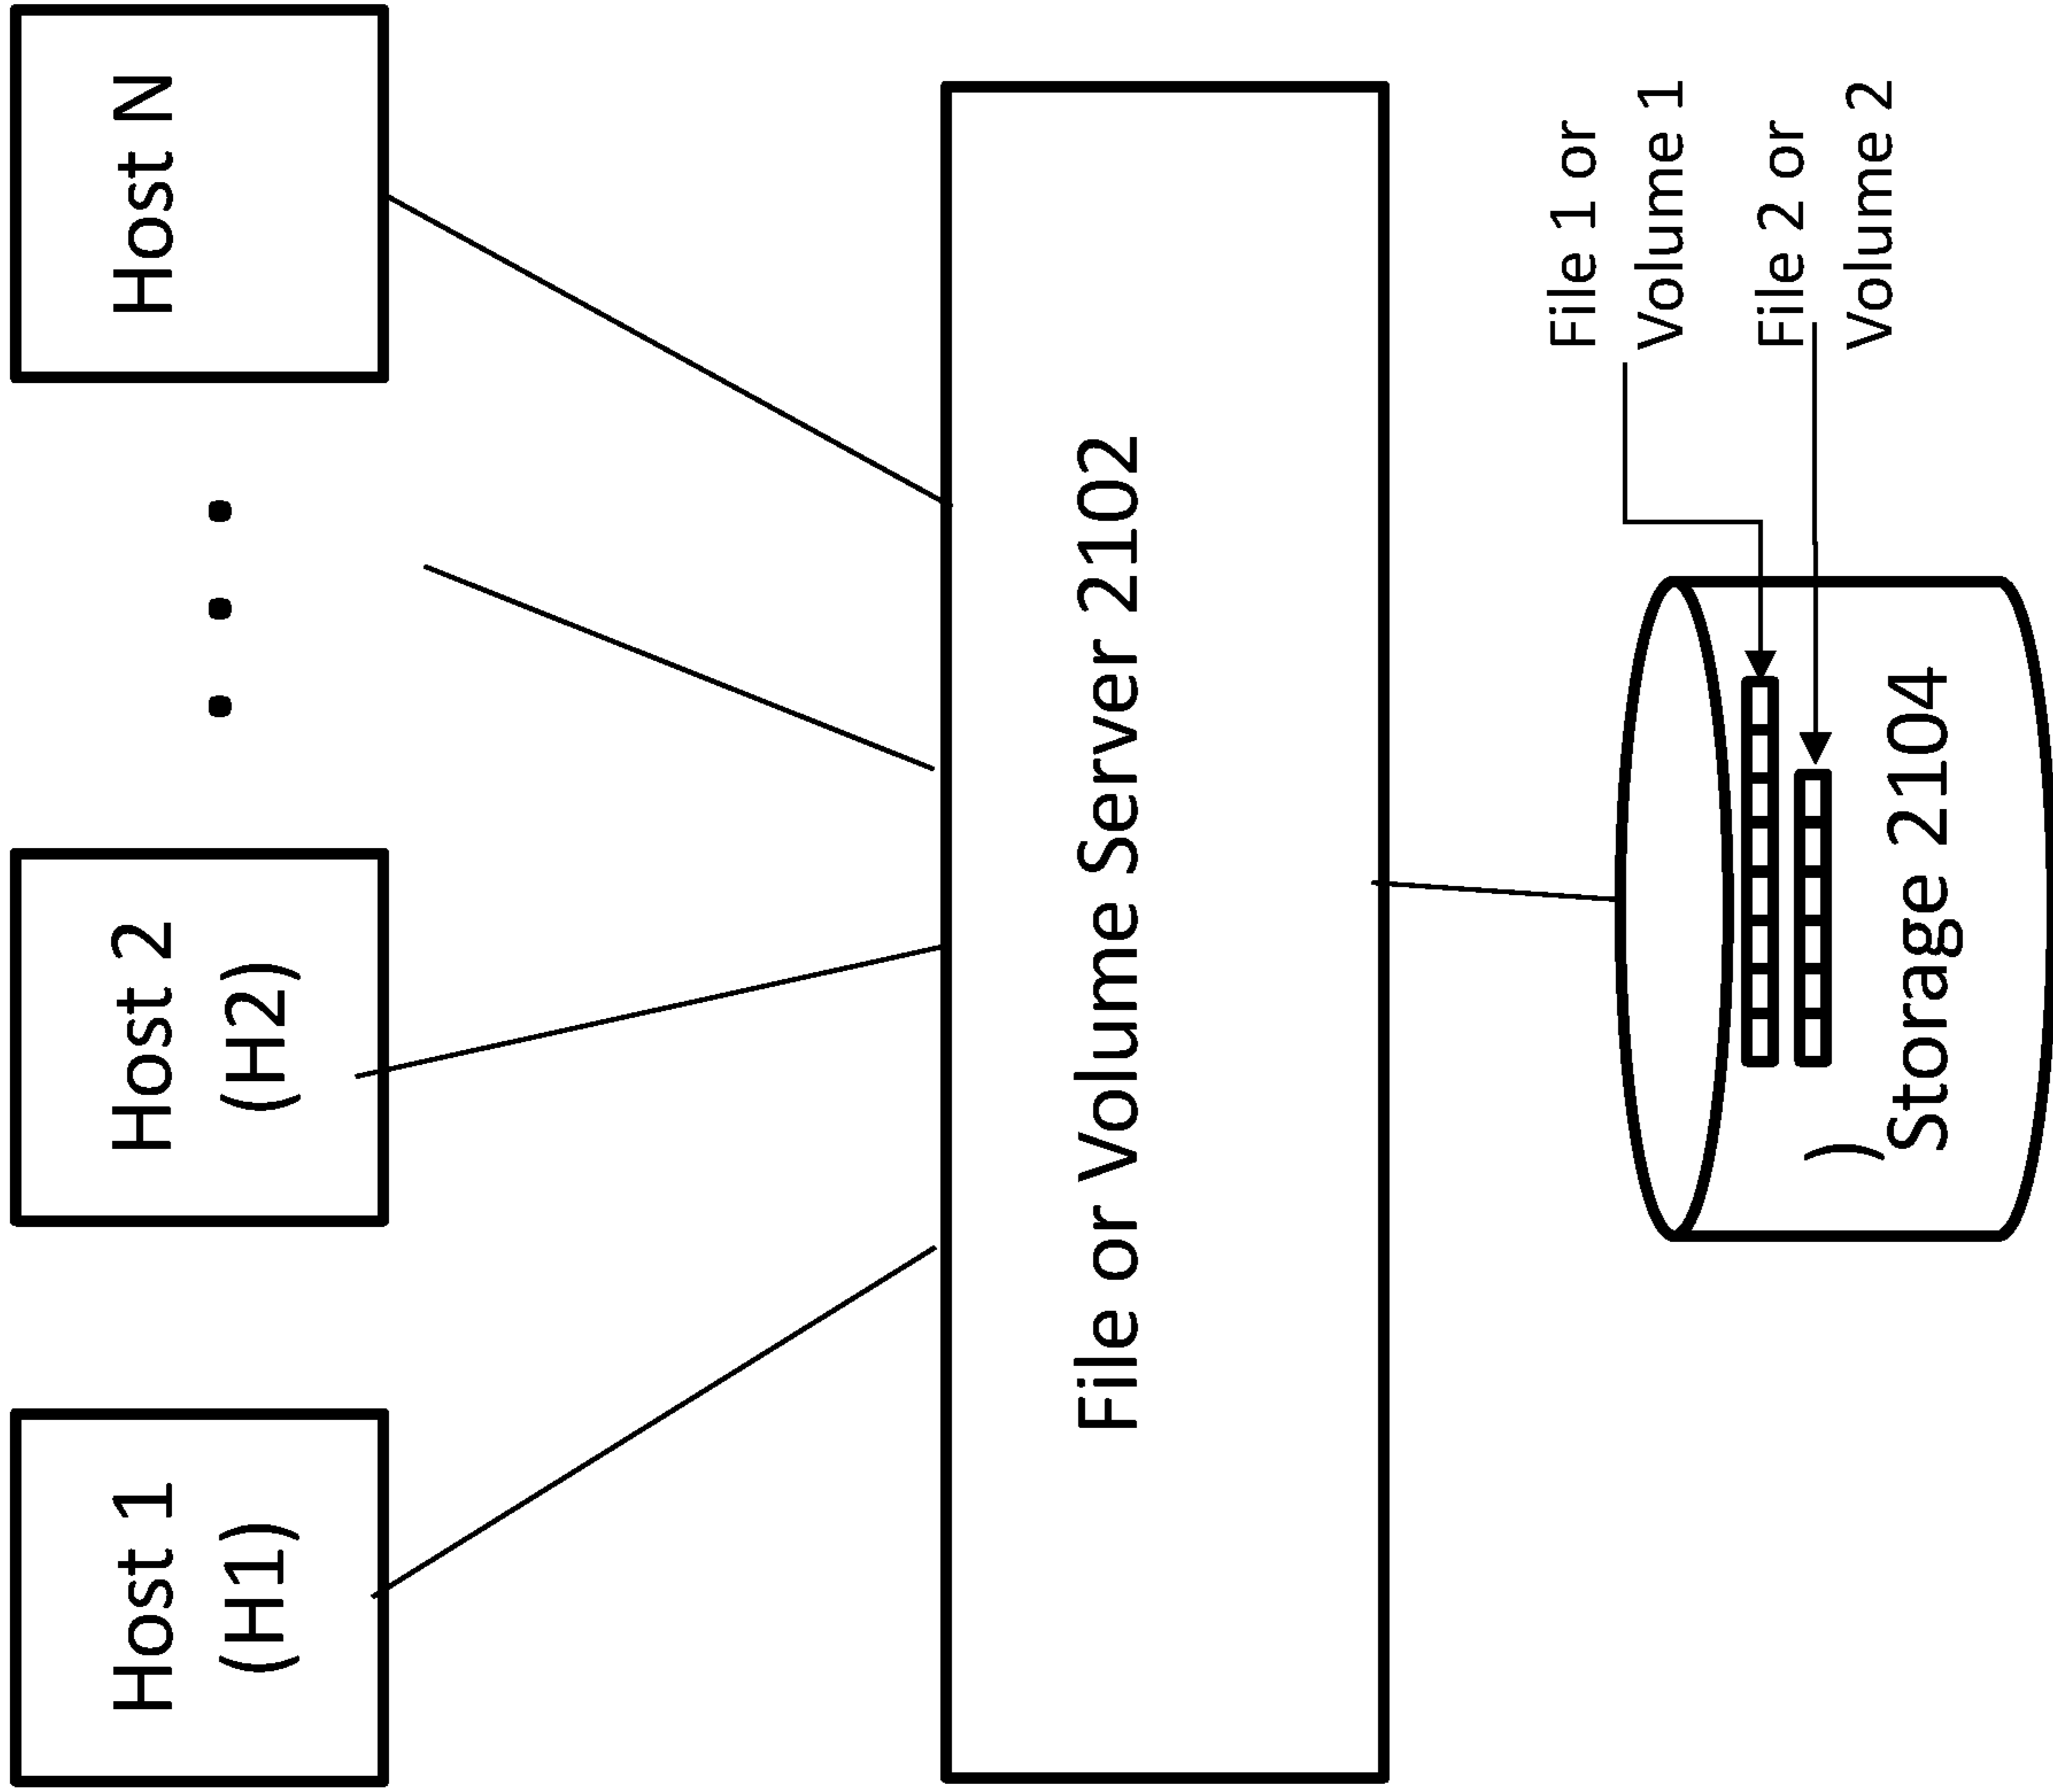 Host 1
(H1)
Host 2
(H2)
Host N
File or Volume Server 2102
File 1 or
Volume 1
File 2 or
Volume 2
)
Storage 2104